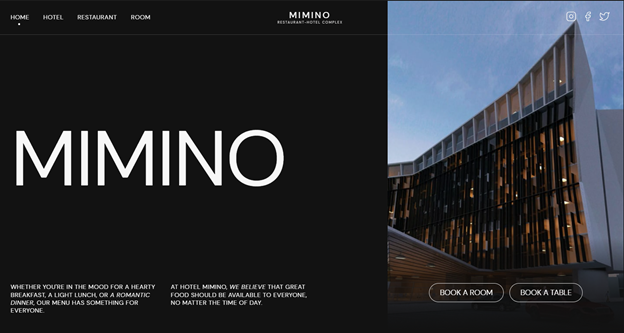 HOME HOTEL RESTAURANT ROOM
MIMINO
RESTAURANT-HOTEL COMPLEX
MIMINO
WHETHER YOU'RE IN THE MOOD FOR A HEARTY
BREAKFAST, A LIGHT LUNCH, OR A ROMANTIC
DINNER, OUR MENU HAS SOMETHING FOR
EVERYONE.
AT HOTEL MIMINO, WE BELIEVE THAT GREAT
FOOD SHOULD BE AVAILABLE TO EVERYONE,
NO MATTER THE TIME OF DAY.
BOOK A ROOM BOOK A TABLE